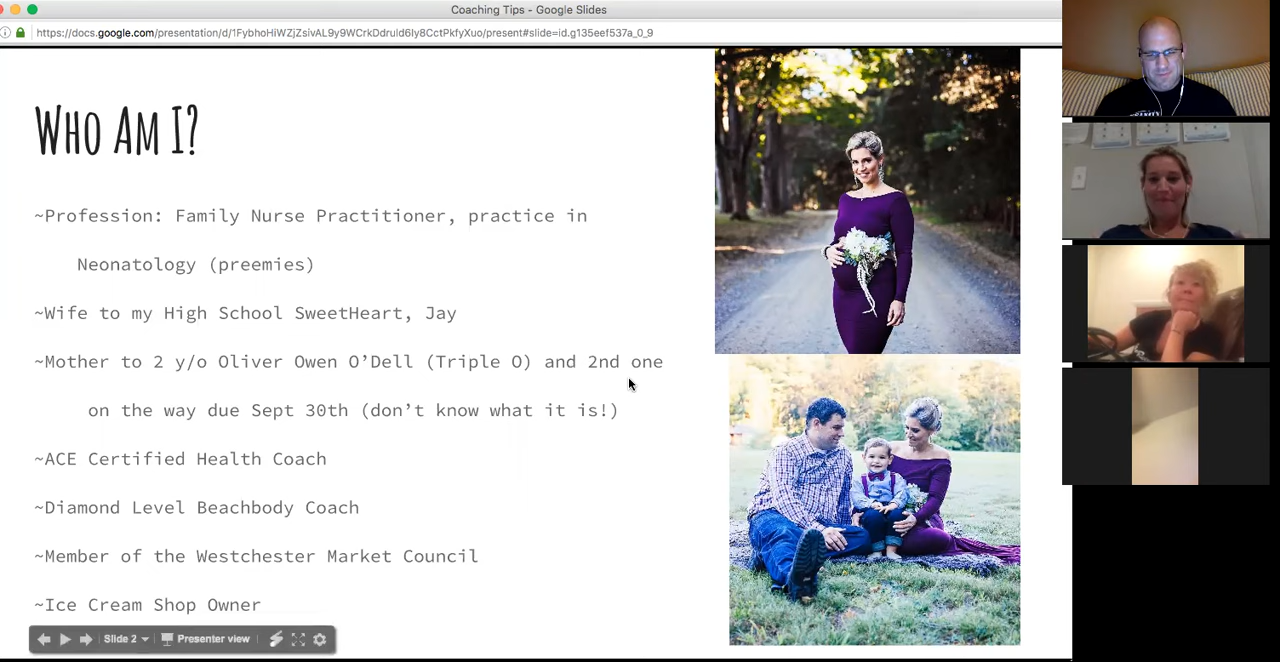 Coaching Tips - Google Slides
https://docs.google.com/presentation/d/1FybhoHiWZjZsivAL9y9WCrkDdruId6Iy8CctPkfyXuo/present#slide=id.g135eef537a_0_9
Who Am I?
~Profession: Family Nurse Practitioner, practice in
Neonatology (preemies)
~Wife to my High School SweetHeart, Jay
~Mother to 2 y/o Oliver Owen O’Dell (Triple O) and 2nd one
on the way due Sept 30th (don’t know what it is!)
~ACE Certified Health Coach
~Diamond Level Beachbody Coach
~Member of the Westchester Market Council
~Ice Cream Shop Owner
Slide 2
Presenter view